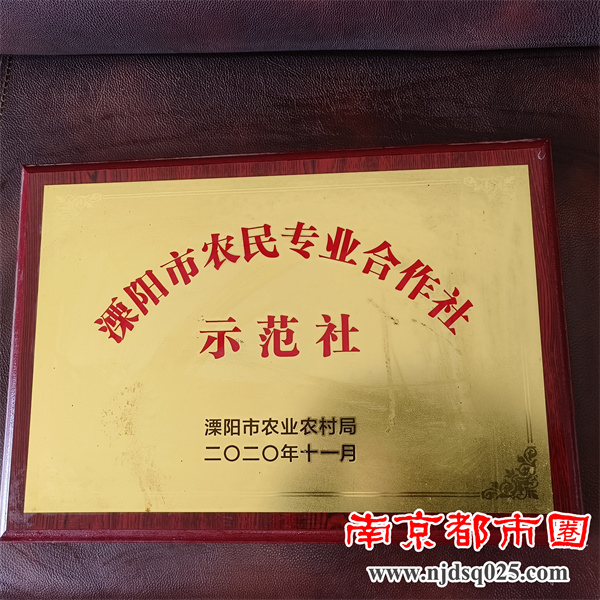 溧阳市农民专业合作社
示范社
溧阳市农业农村局
二〇二〇年十一月
南京都市圈
www.njdsq025.com